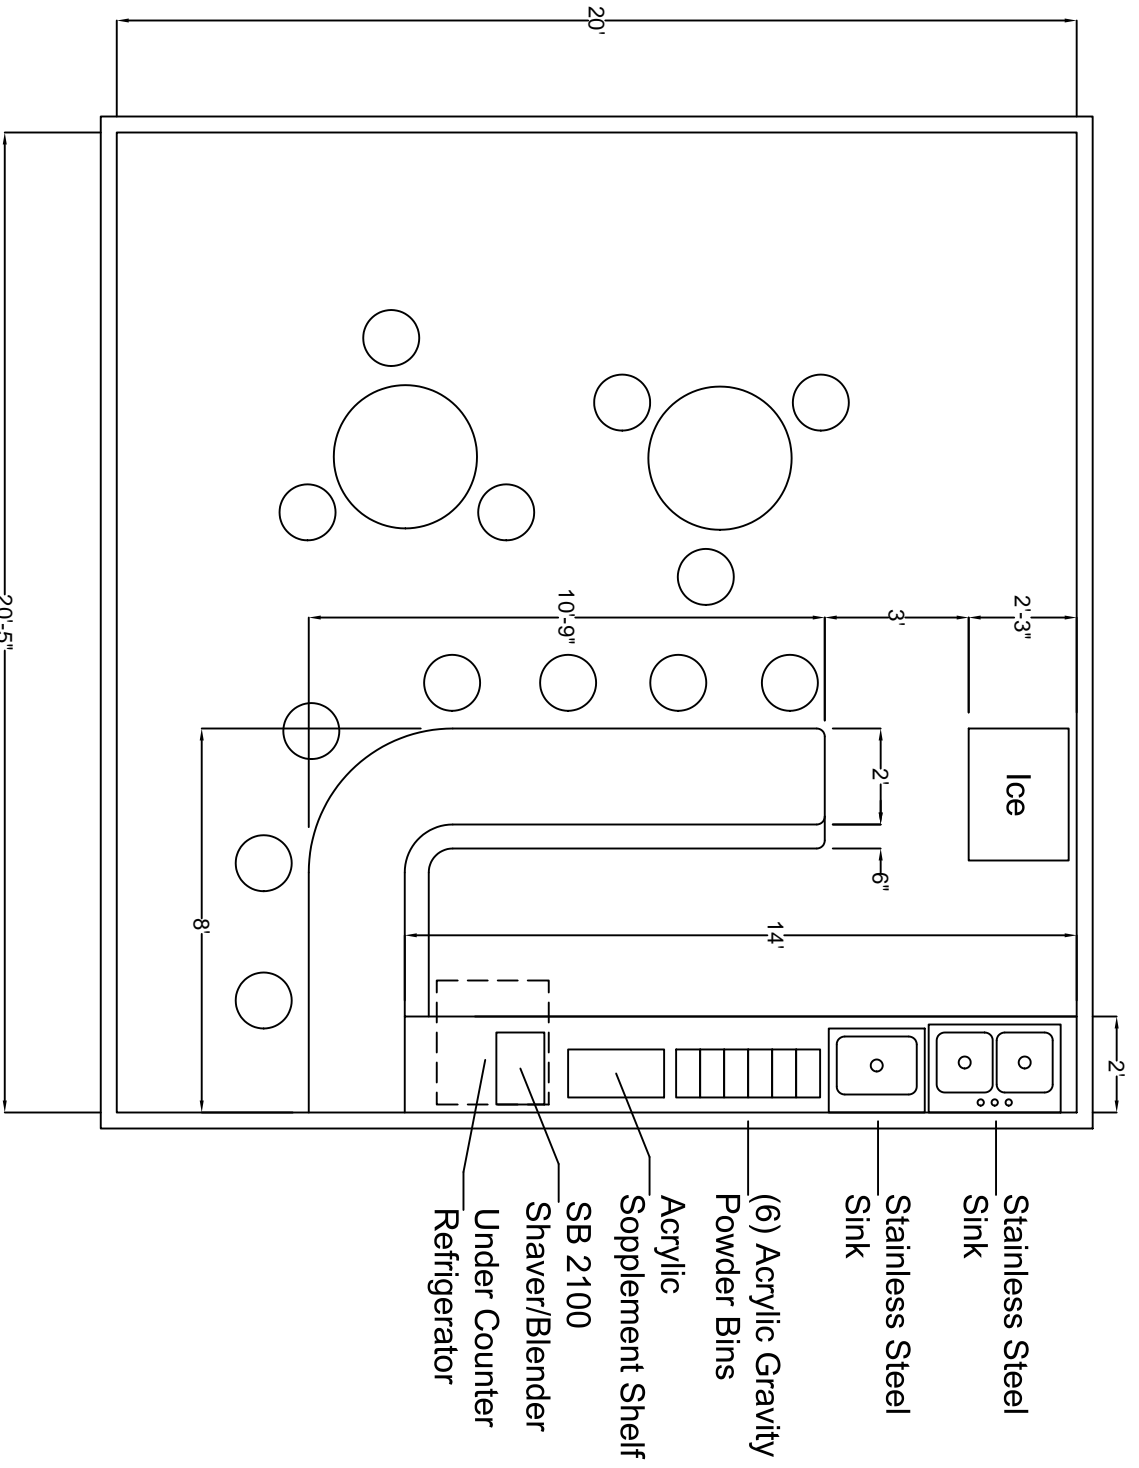 20'
20'-5"
10'-9"
3'
2'-3"
Ice
2'
6"
8'
14'
2'
Stainless Steel
Sink
Stainless Steel
Sink
(6) Acrylic Gravity
Powder Bins
Acrylic
Sopplement Shelf
SB 2100
Shaver/Blender
Under Counter
Refrigerator